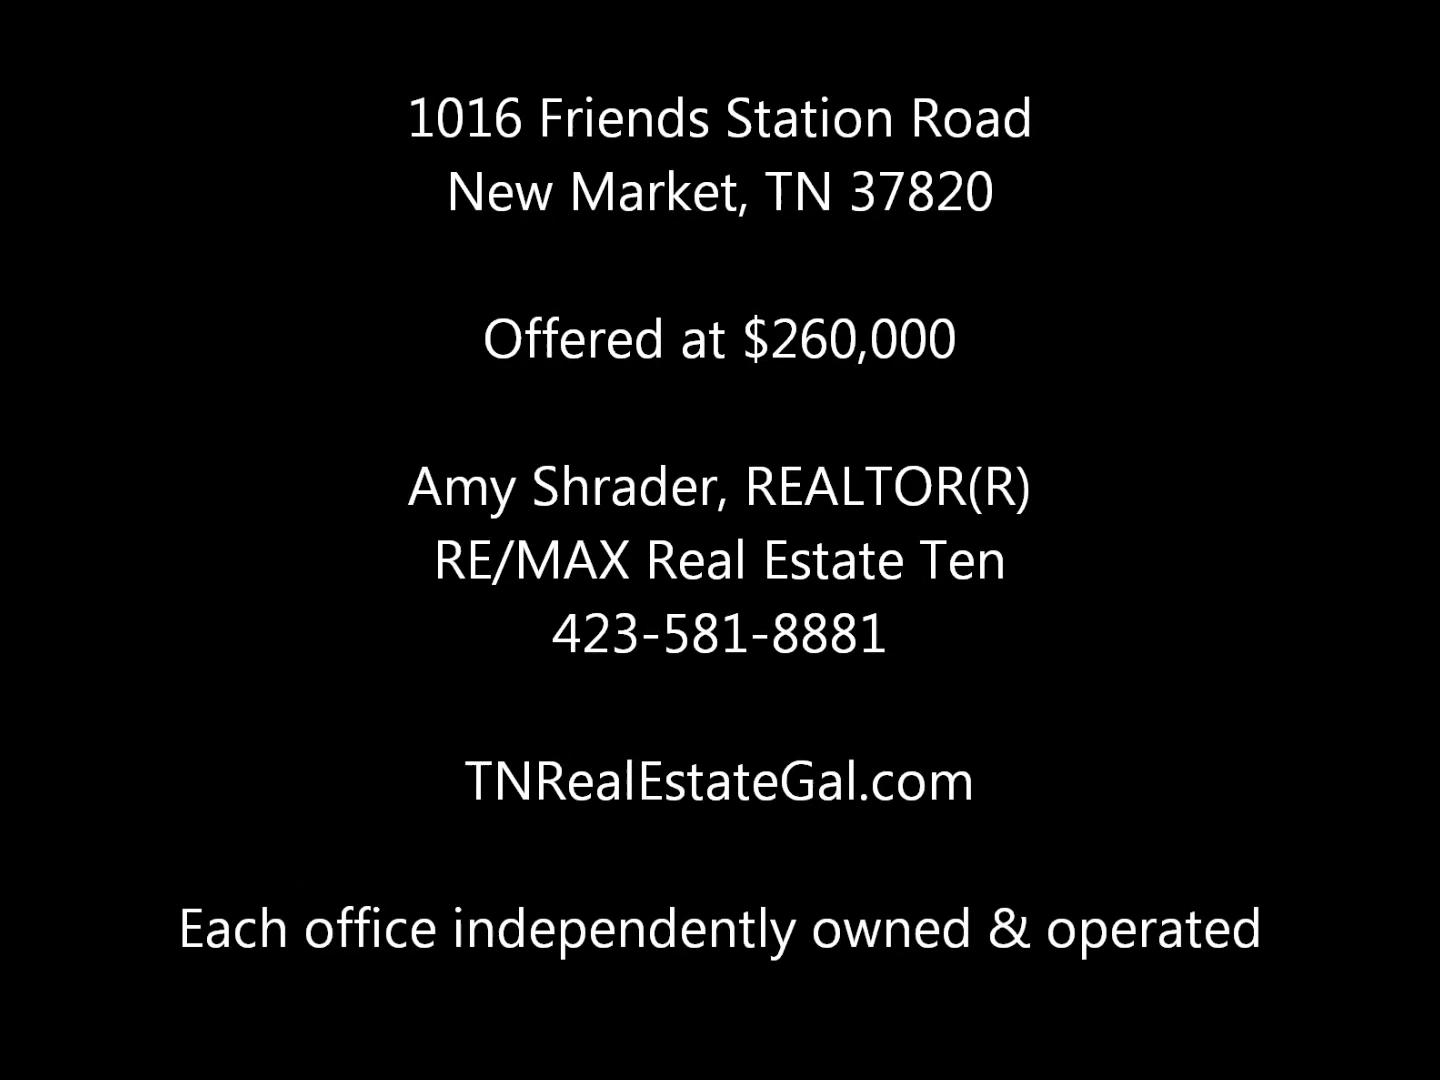 1016 Friends Station Road
New Market, TN 37820
Offered at $260,000
Amy Shrader, REALTOR(R)
RE/MAX Real Estate Ten
423-581-8881
TNRealEstateGal.com
Each office independently owned & operated